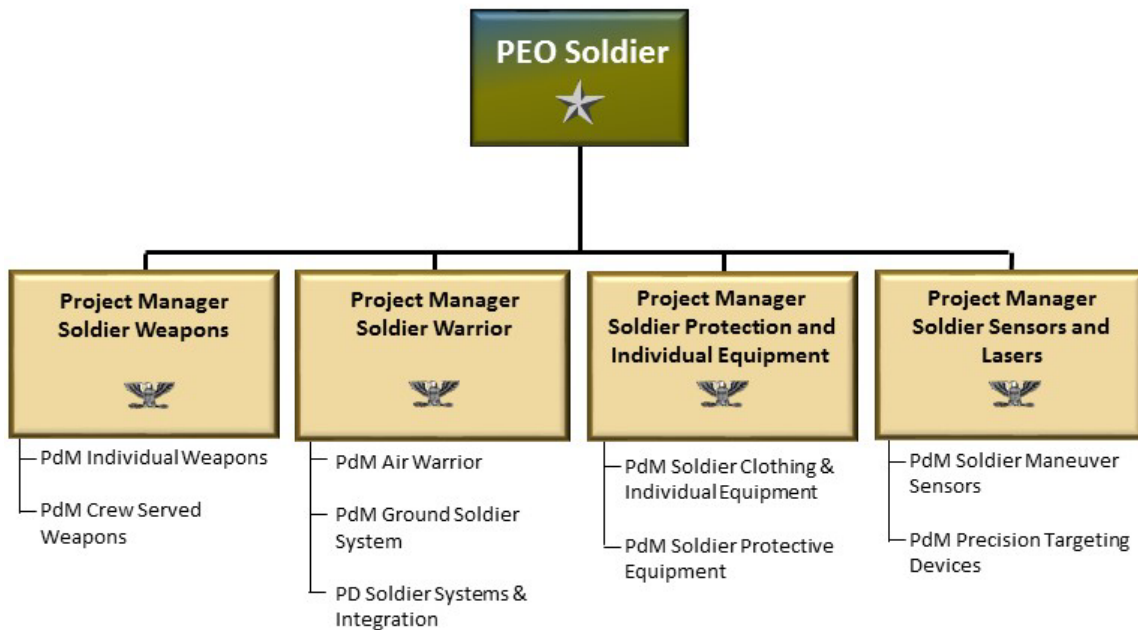 PEO Soldier
Project Manager
Soldier Weapons
PdM Individual Weapons
PdM Crew Served
Weapons
Project Manager
Soldier Warrior
PdM Air Warrior
PdM Ground Soldier
System
PD Soldier Systems &
Integration
Project Manager
Soldier Protection and
Individual Equipment
PdM Soldier Clothing &
Individual Equipment
PdM Soldier Protective
Equipment
Project Manager
Soldier Sensors and
Lasers
PdM Soldier Maneuver
Sensors
PdM Precision Targeting
Devices